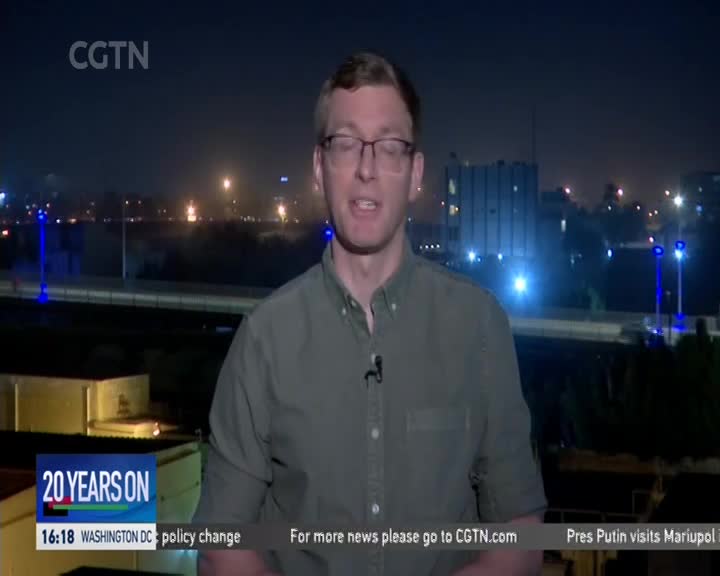 CGTN
20 YEARS ON
16:18 WASHINGTON DC policy change For more news please go to CGTN.com Pres Putin visits Mariupol